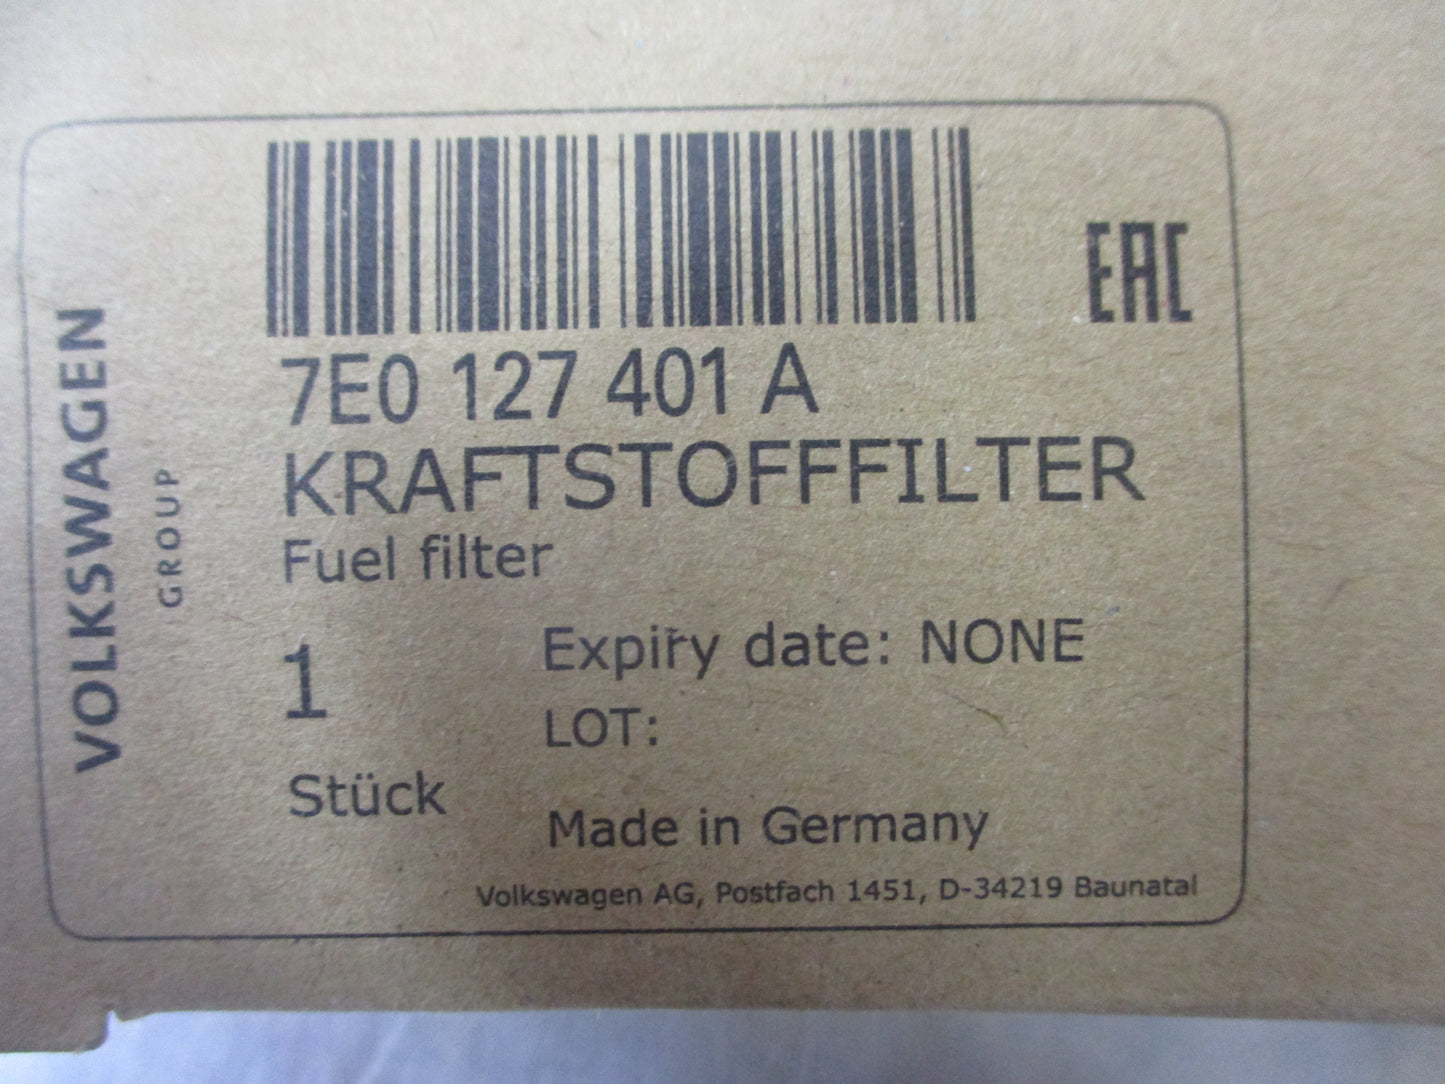 VOLKSWAGEN
GROUP
EAC
7E0 127 401 A
KRAFTSTOFFFILTER
Fuel filter
1
Stück
Expiry date: NONE
LOT:
Made in Germany
Volkswagen AG, Postfach 1451, D-34219 Baunatal